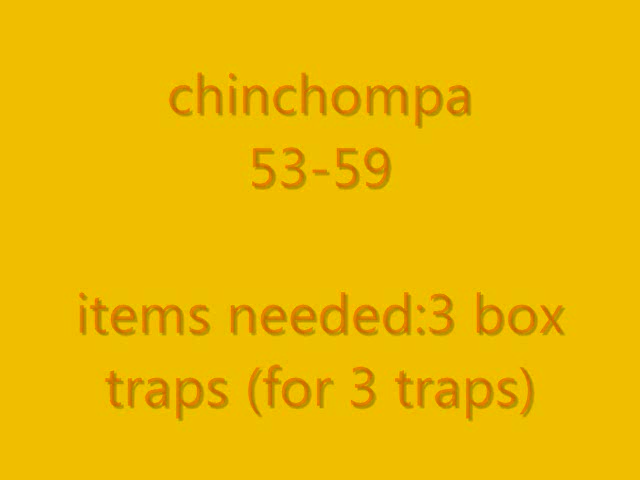 chinchompa
53-59
items needed:3 box
traps (for 3 traps)